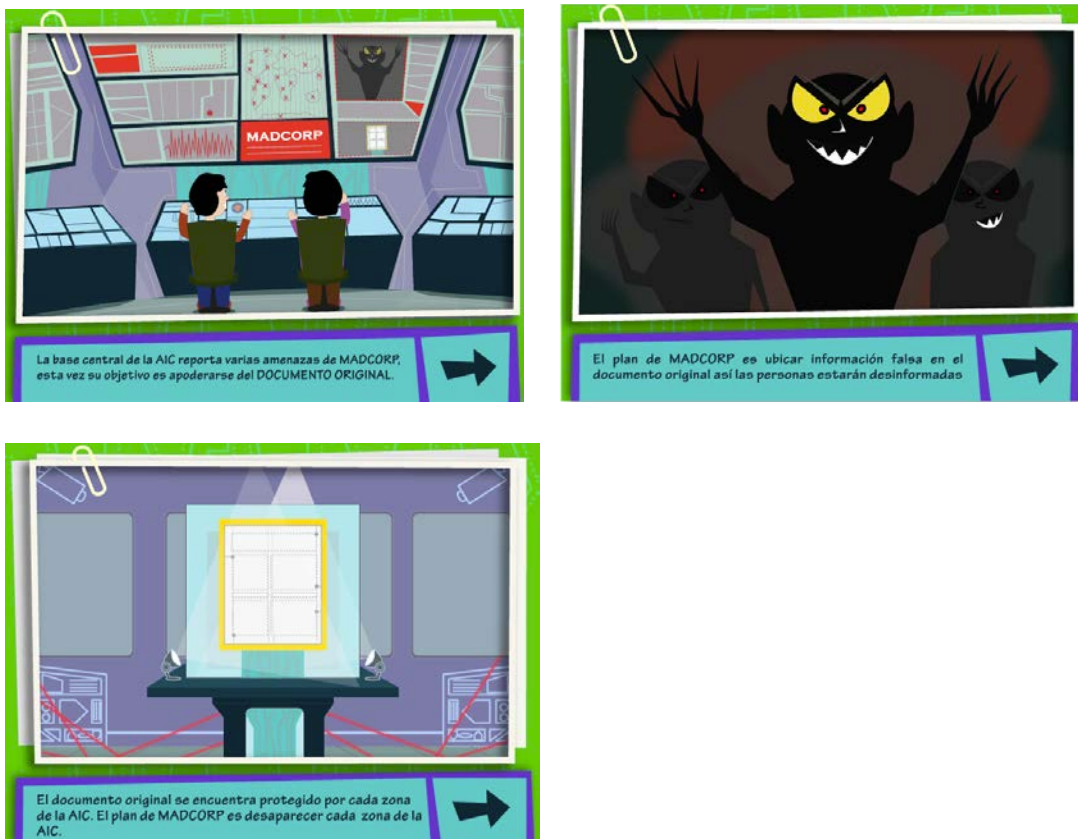 MADCORP
La base central de la AIC reporta varias amenazas de MADCORP,
esta vez su objetivo es apoderarse del DOCUMENTO ORIGINAL.
El plan de MADCORP es ubicar información falsa en el
documento original así las personas estarán desinformadas
El documento original se encuentra protegido por cada zona
de la AIC. El plan de MADCORP es desaparecer cada zona de la
AIC.